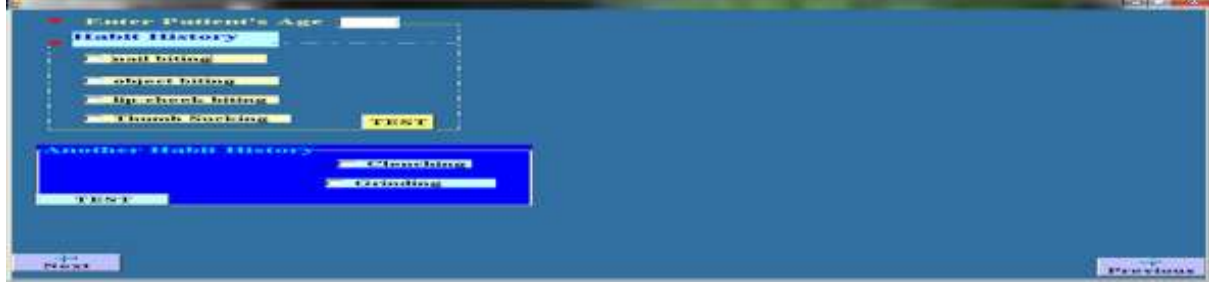 Enter Patient's Age
Habit History
nail biting
object biting
lip-cheek biting
Thumb Sucking
TEST
Another Habit History
Clenching
Grinding
TEST
Next
Previous